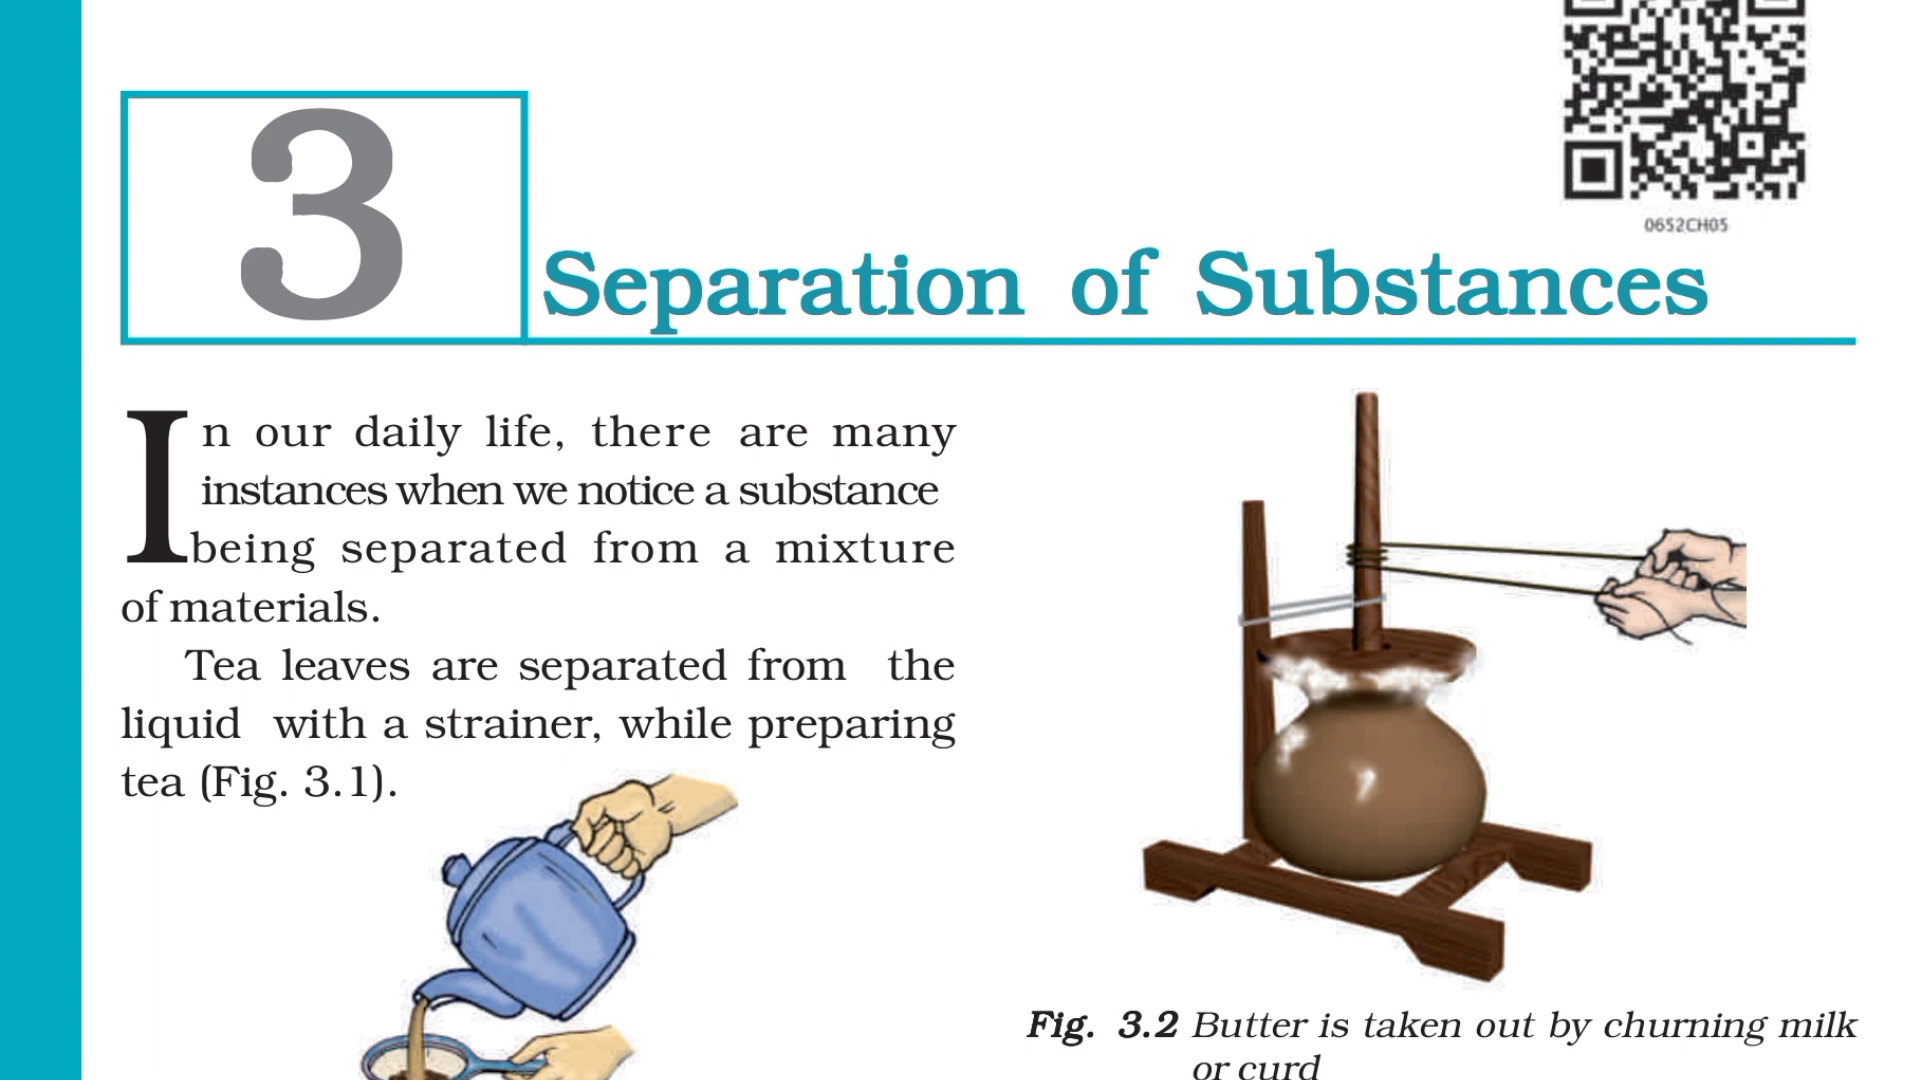 0652CH05
3
Separation of Substances
In our daily life, there are many
instances when we notice a substance
being separated from a mixture
of materials.
Tea leaves are separated from the
liquid with a strainer, while preparing
tea (Fig. 3.1).
Fig. 3.2 Butter is taken out by churning milk
or curd